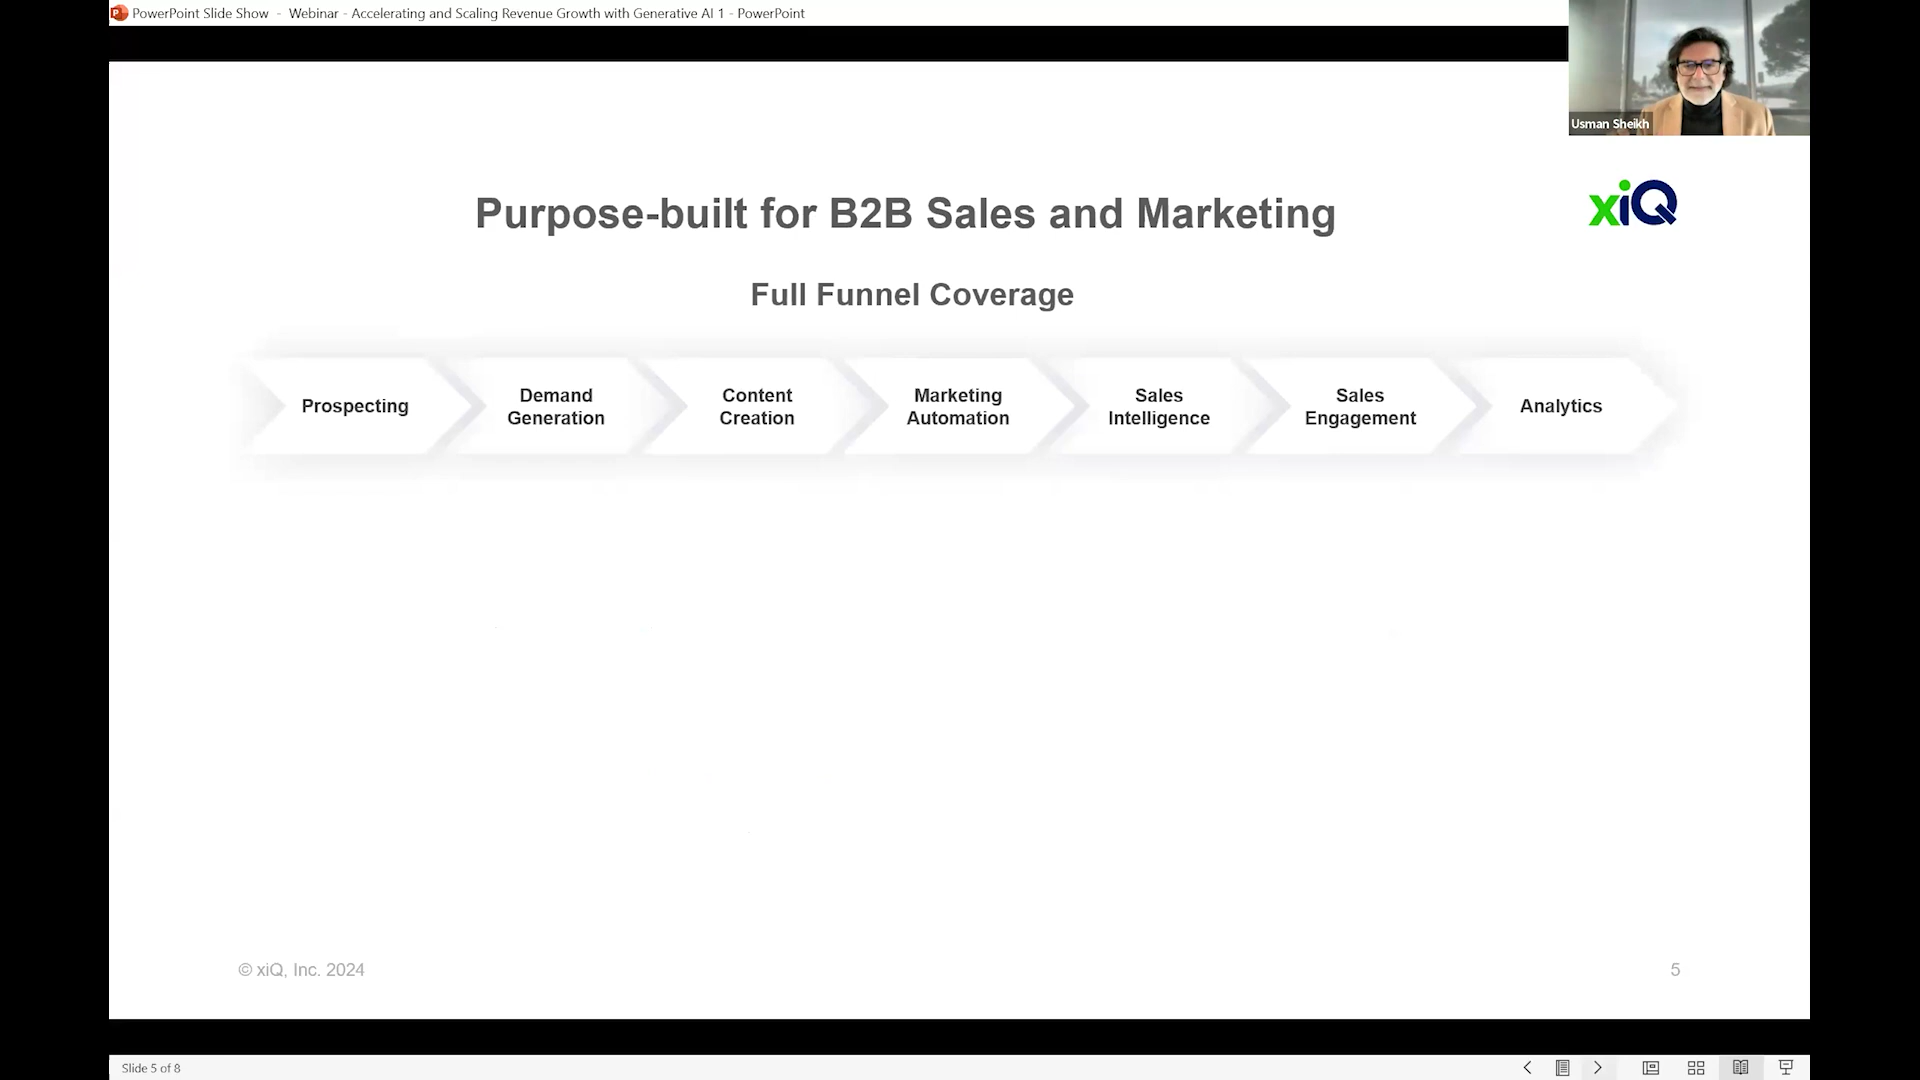 PowerPoint Slide Show - Webinar - Accelerating and Scaling Revenue Growth with Generative AI 1 - PowerPoint
Usman Sheikh
xiQ
Purpose-built for B2B Sales and Marketing
Full Funnel Coverage
Prospecting
Demand
Generation
Content
Creation
Marketing
Automation
Sales
Intelligence
Sales
Engagement
Analytics
© xiQ, Inc. 2024
5
Slide 5 of 8